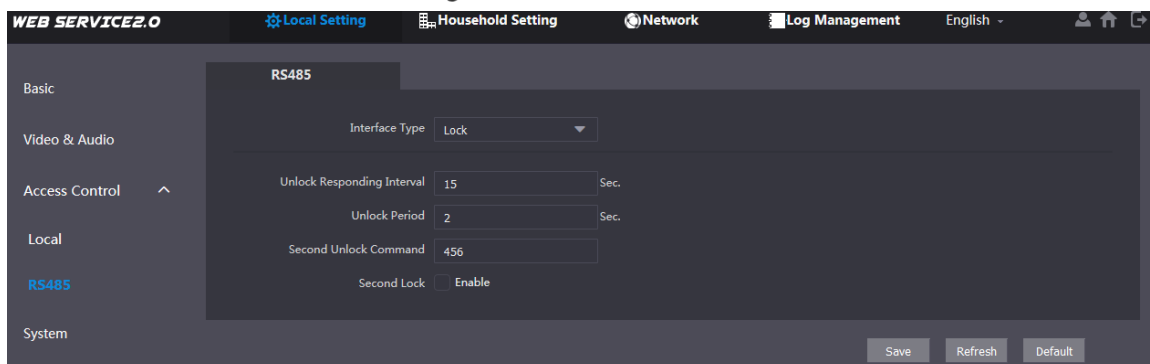 WEB SERVICE2.0 Local Setting Household Setting Network Log Management English
Basic
Video & Audio
Access Control
Local
RS485
System
RS485
Interface Type Lock
Unlock Responding Interval 15 Sec.
Unlock Period 2 Sec.
Second Unlock Command 456
Second Lock Enable
Save Refresh Default